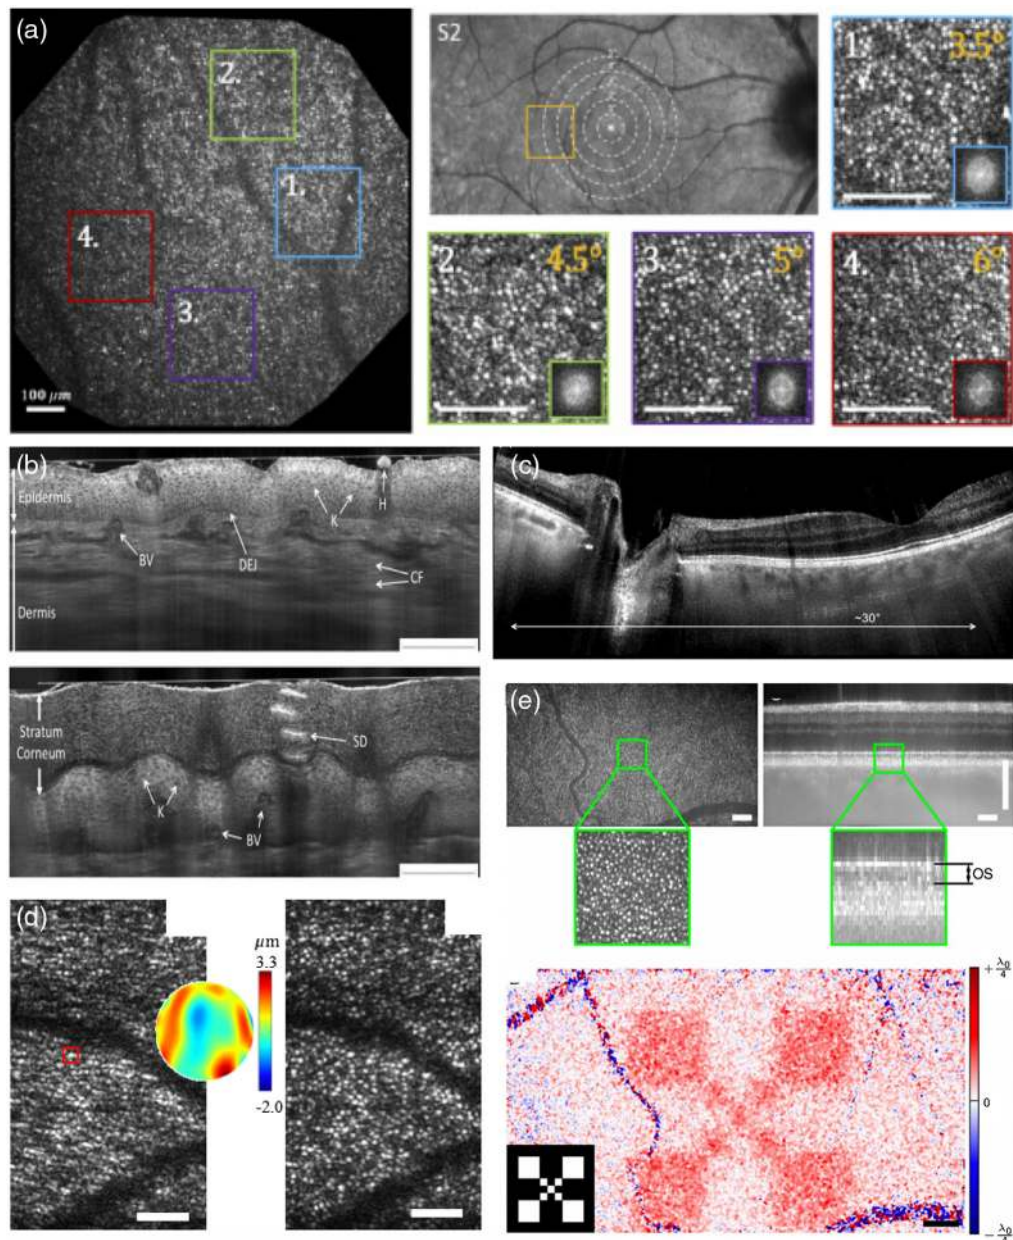 (a)
2.
1.
4.
3.
100 μm
S2
1.
3.5°
2.
4.5°
3.
5°
4.
6°
(b)
Epidermis
Dermis
BV
DEJ
K
H
CF
Stratum
Corneum
SD
K
BV
(c)
~30°
(d)
μm
3.3
-2.0
(e)
OS
+λ₀/4
0
-λ₀/4